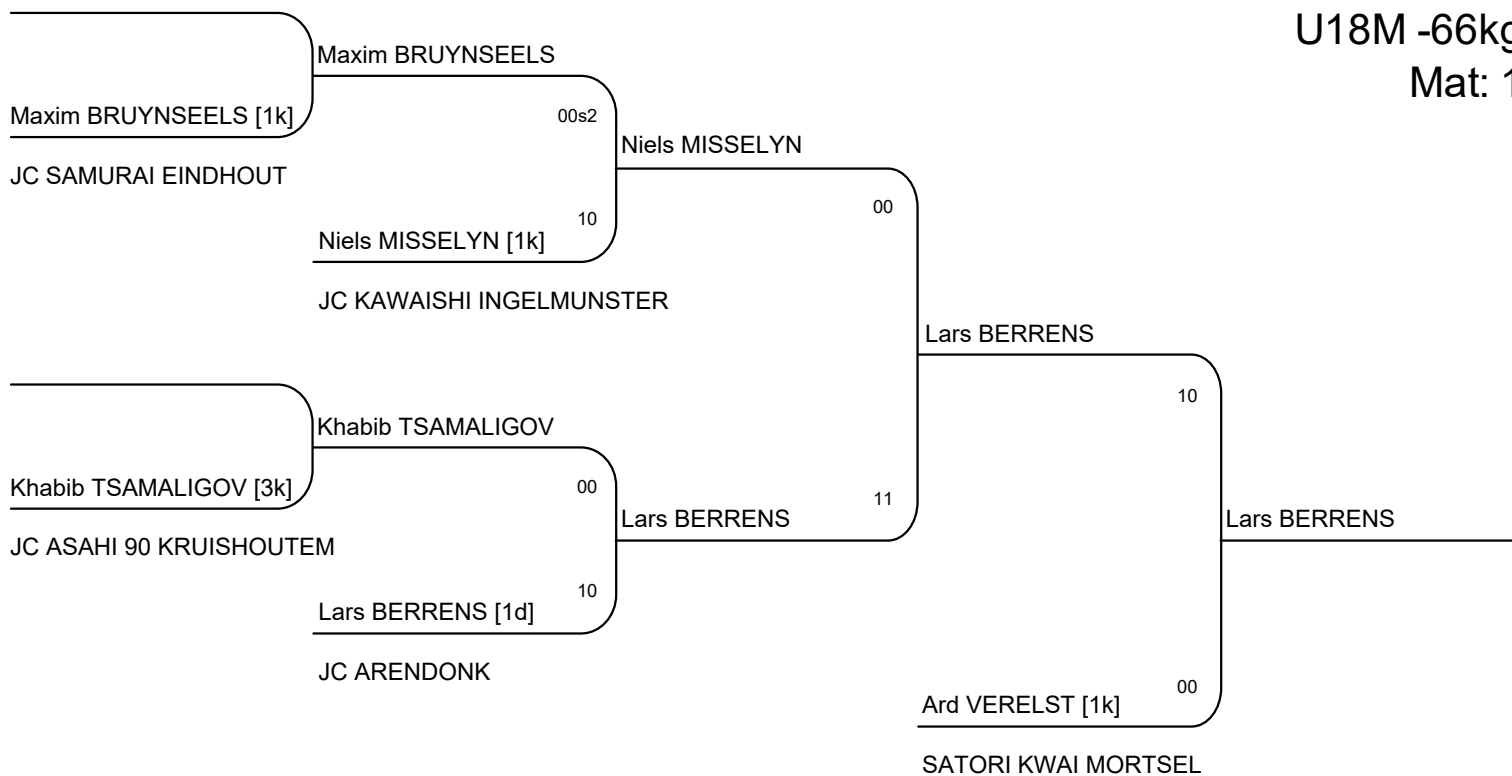 U18M -66kg
Mat: 1
Maxim BRUYNSEELS
Maxim BRUYNSEELS [1k]
00s2
JC SAMURAI EINDHOUT
Niels MISSELYN
10
00
Niels MISSELYN [1k]
JC KAWAISHI INGELMUNSTER
Lars BERRENS
10
Khabib TSAMALIGOV
Khabib TSAMALIGOV [3k]
00
11
JC ASAHI 90 KRUISHOUTEM
Lars BERRENS
Lars BERRENS
10
Lars BERRENS [1d]
JC ARENDONK
00
Ard VERELST [1k]
SATORI KWAI MORTSEL